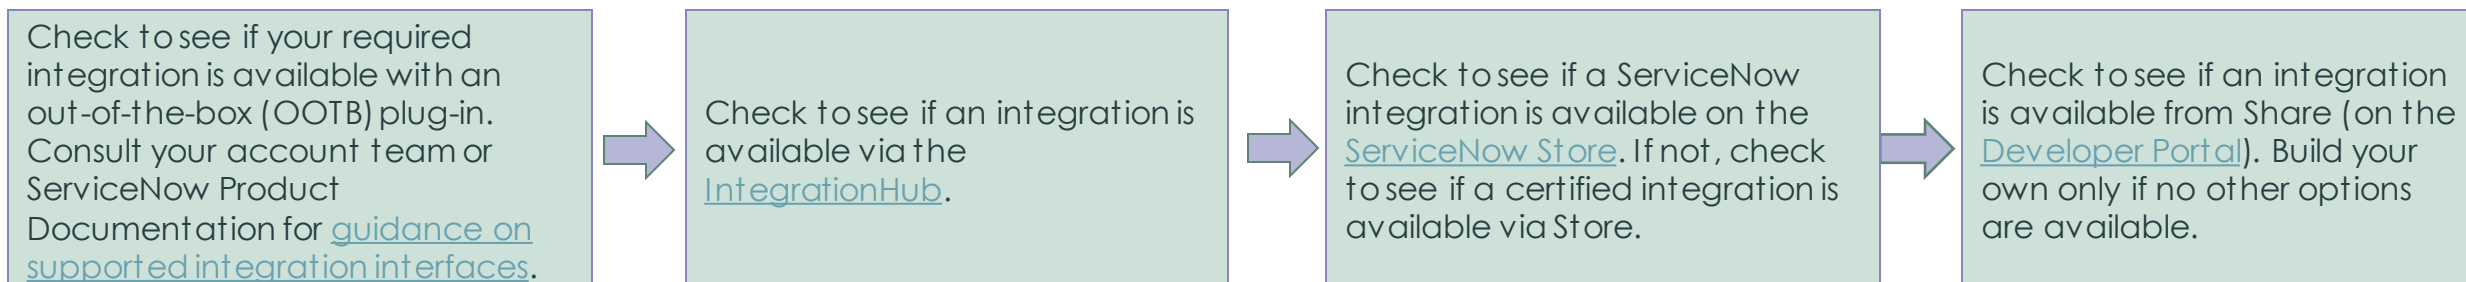 Check to see if your required
integration is available with an
out-of-the-box (OOTB) plug-in.
Consult your account team or
ServiceNow Product
Documentation for guidance on
supported integration interfaces.
Check to see if an integration is
available via the
IntegrationHub.
Check to see if a ServiceNow
integration is available on the
ServiceNow Store. If not, check
to see if a certified integration is
available via Store.
Check to see if an integration
is available from Share (on the
Developer Portal). Build your
own only if no other options
are available.